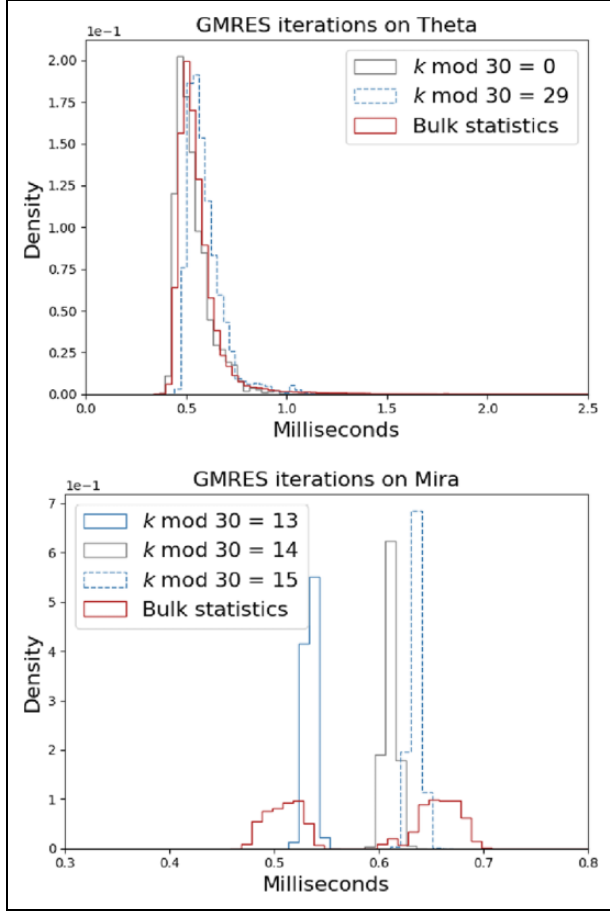 GMRES iterations on Theta
1e−1
2.00
1.75
1.50
1.25
1.00
0.75
0.50
0.25
0.00
Density
k mod 30 = 0
k mod 30 = 29
Bulk statistics
0.0 0.5 1.0 1.5 2.0 2.5
Milliseconds
GMRES iterations on Mira
1e−1
7
6
5
4
3
2
1
0
Density
k mod 30 = 13
k mod 30 = 14
k mod 30 = 15
Bulk statistics
0.3 0.4 0.5 0.6 0.7 0.8
Milliseconds